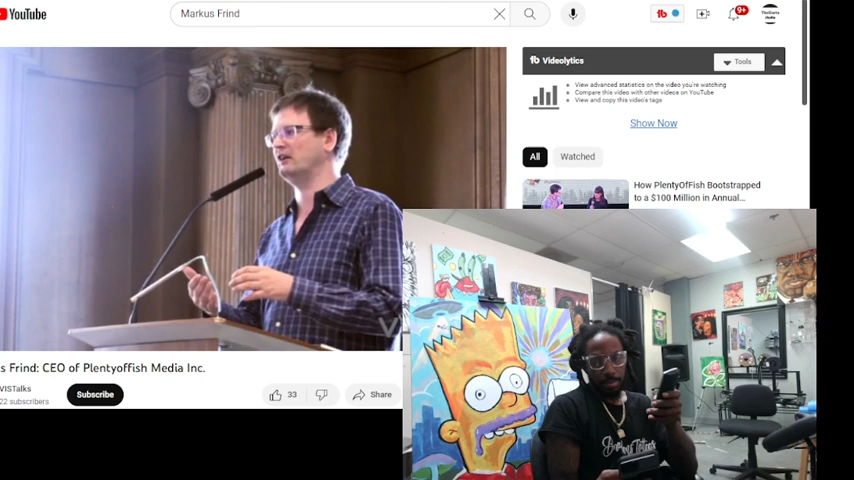 YouTube
Markus Frind
9+
Videolytics
Tools
View advanced statistics on the video you're watching
Compare this video with other videos on YouTube
View and copy this video's tags
Show Now
All
Watched
How PlentyOfFish Bootstrapped
to a $100 Million in Annual...
s Frind: CEO of Plentyoffish Media Inc.
VISTalks
22 subscribers
Subscribe
33
Share